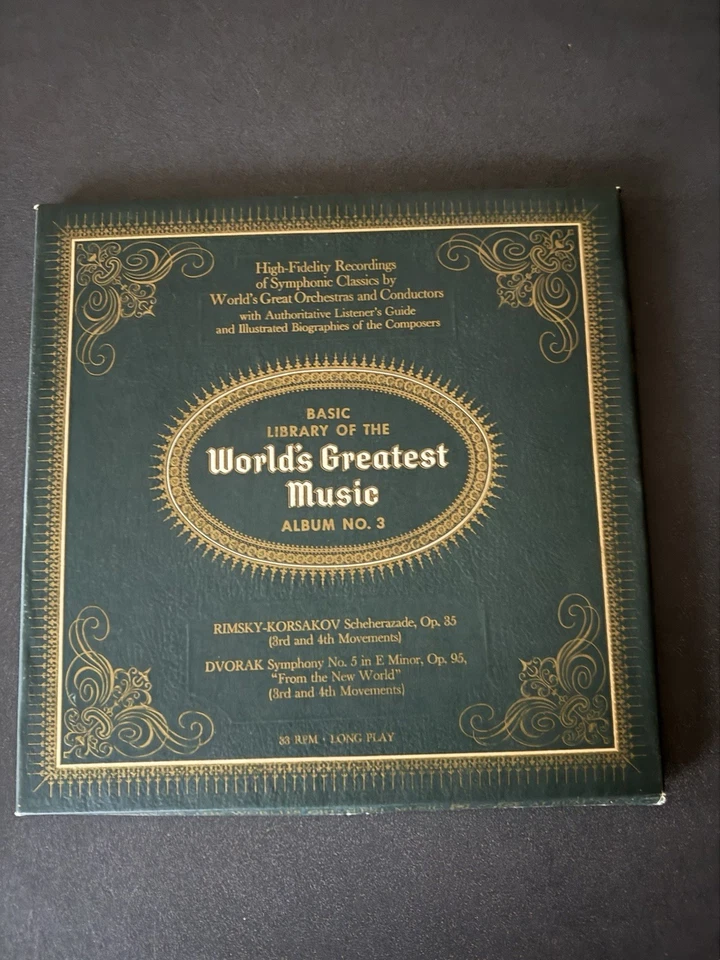 High-Fidelity Recordings
of Symphonic Classics by
World's Great Orchestras and Conductors
with Authoritative Listener's Guide
and Illustrated Biographies of the Composers
BASIC
LIBRARY OF THE
World's Greatest
Music
ALBUM NO. 3
RIMSKY-KORSAKOV Scheherazade, Op. 35
(3rd and 4th Movements)
DVORAK Symphony No. 5 in E Minor, Op. 95,
"From the New World"
(3rd and 4th Movements)
33 RPM · LONG PLAY